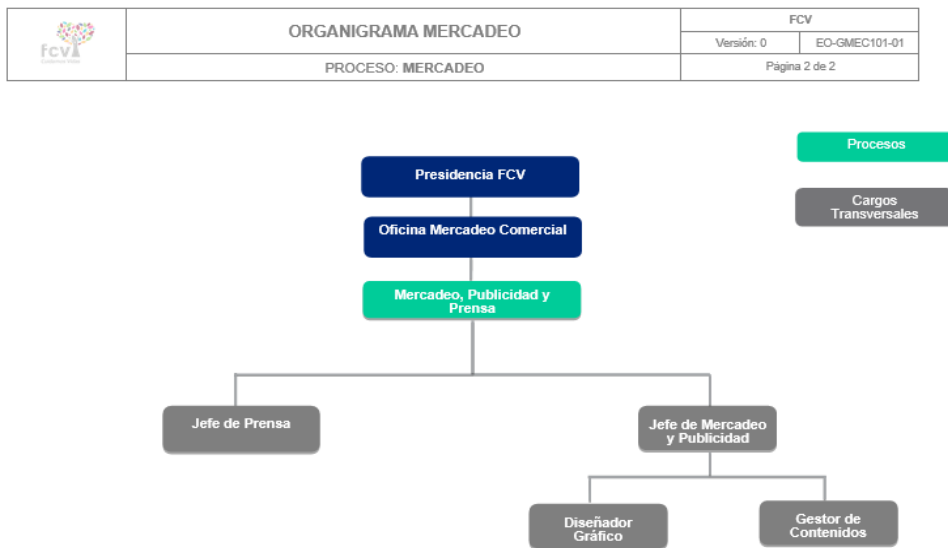 fcv
ORGANIGRAMA MERCADEO
FCV
Versión: 0
EO-GMEC101-01
PROCESO: MERCADEO
Página 2 de 2
Procesos
Presidencia FCV
Cargos
Transversales
Oficina Mercadeo Comercial
Mercadeo, Publicidad y
Prensa
Jefe de Prensa
Jefe de Mercadeo
y Publicidad
Diseñador
Gráfico
Gestor de
Contenidos